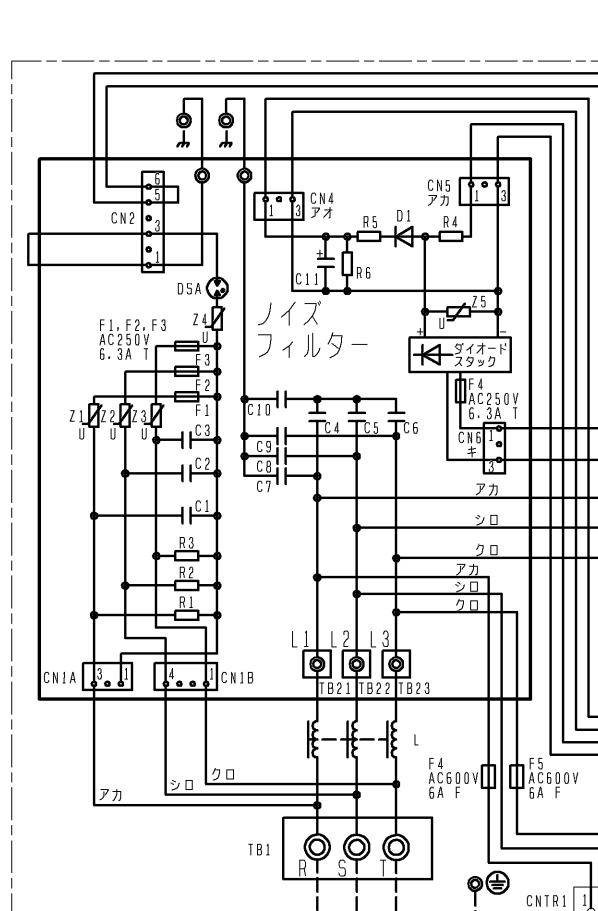 6
5
CN2
3
1
CN4
アオ
1
3
CN5
アカ
1
3
R5
D1
R4
+
C11
R6
DSA
Z4
U
ノイズ
フィルター
Z5
U
+
−
ダイオード
スタック
F1,F2,F3
AC250V
6.3A T
F3
F2
F1
F4
AC250V
6.3A T
Z1
U
Z2
U
Z3
U
C10
C4
C5
C6
CN6
キ
1
3
C3
C9
C2
C8
C7
C1
アカ
シロ
クロ
R3
アカ
R2
シロ
R1
クロ
L1
L2
L3
CN1A
3
1
4
1
CN1B
TB21
TB22
TB23
L
アカ
シロ
クロ
F4
AC600V
6A F
F5
AC600V
6A F
TB1
R
S
T
CNTR1
1